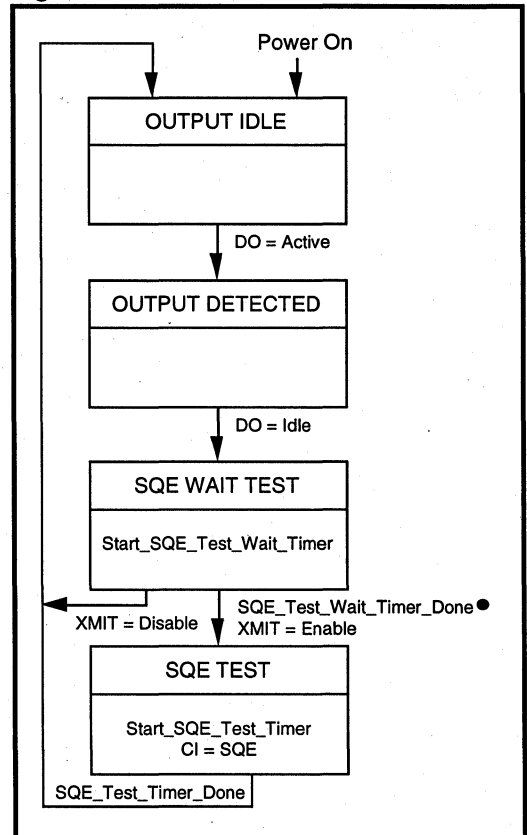 Power On
OUTPUT IDLE
DO = Active
OUTPUT DETECTED
DO = Idle
SQE WAIT TEST
Start_SQE_Test_Wait_Timer
SQE_Test_Wait_Timer_Done●
XMIT = Disable
XMIT = Enable
SQE TEST
Start_SQE_Test_Timer
CI = SQE
SQE_Test_Timer_Done